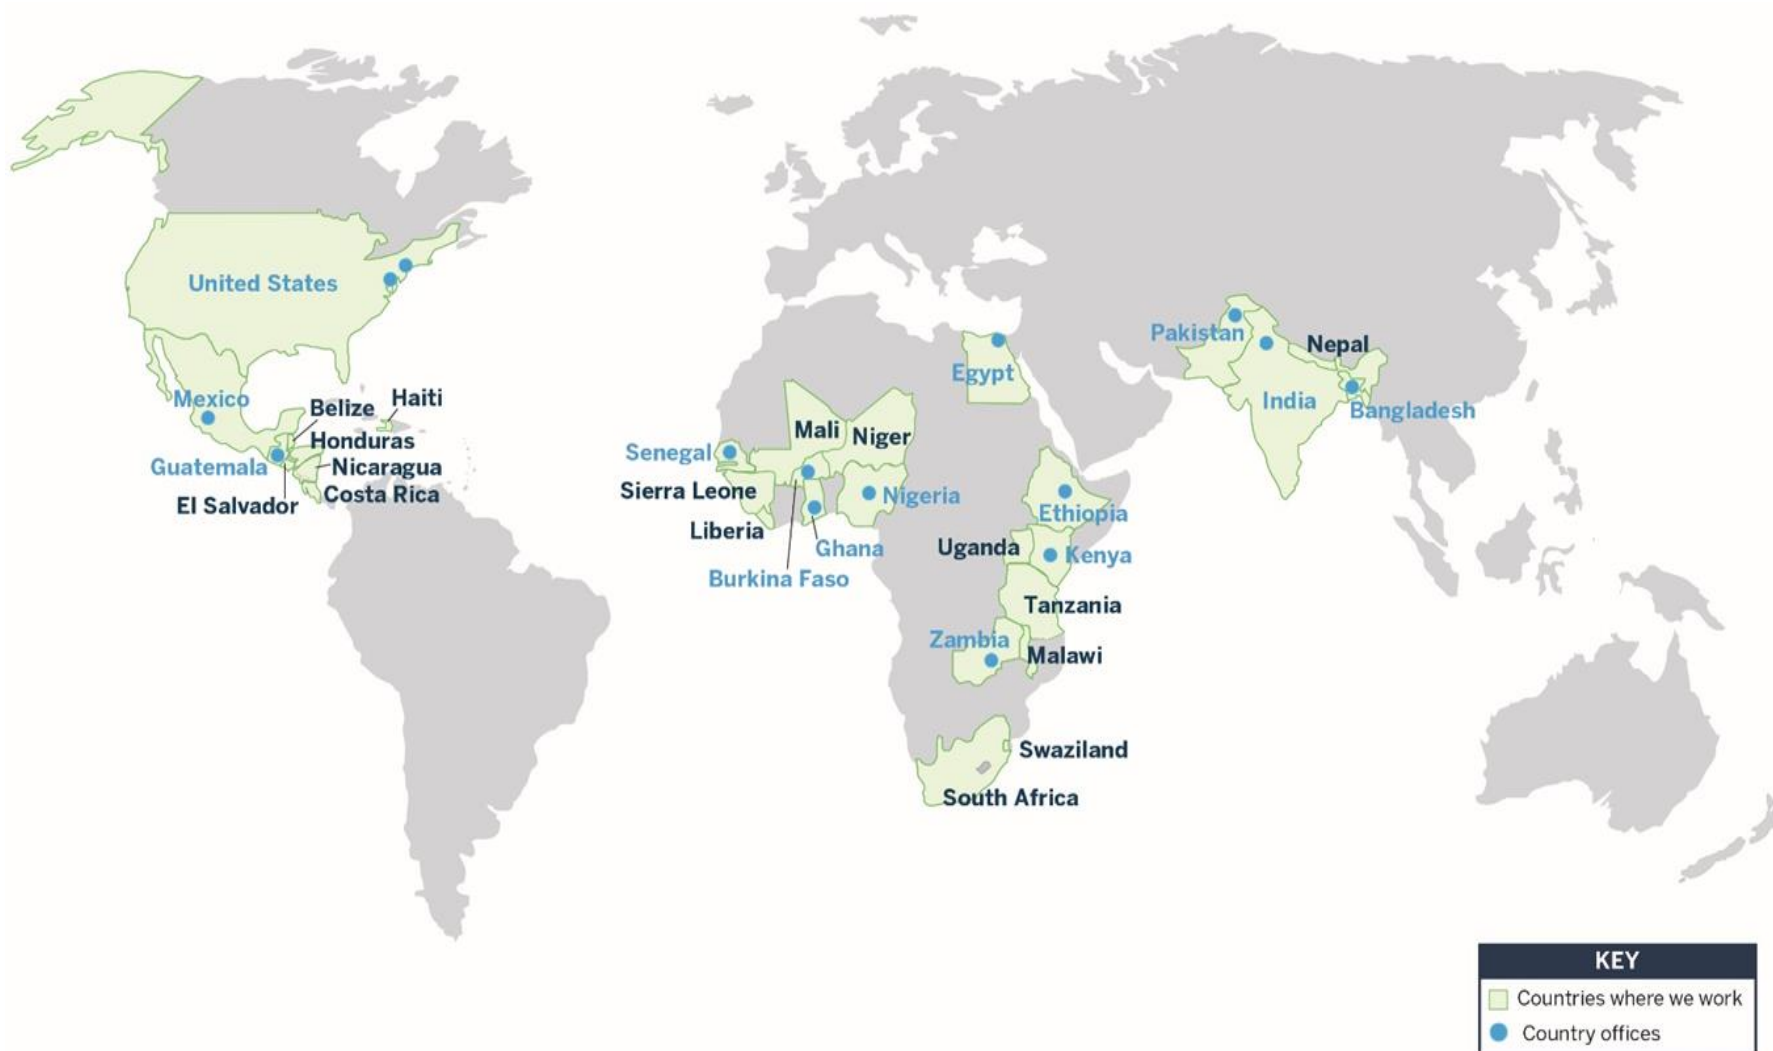 United States
Mexico
Belize
Haiti
Honduras
Guatemala
Nicaragua
El Salvador
Costa Rica
Senegal
Mali
Niger
Sierra Leone
Liberia
Nigeria
Ghana
Burkina Faso
Egypt
Ethiopia
Uganda
Kenya
Tanzania
Zambia
Malawi
Swaziland
South Africa
Pakistan
Nepal
India
Bangladesh
KEY
Countries where we work
Country offices